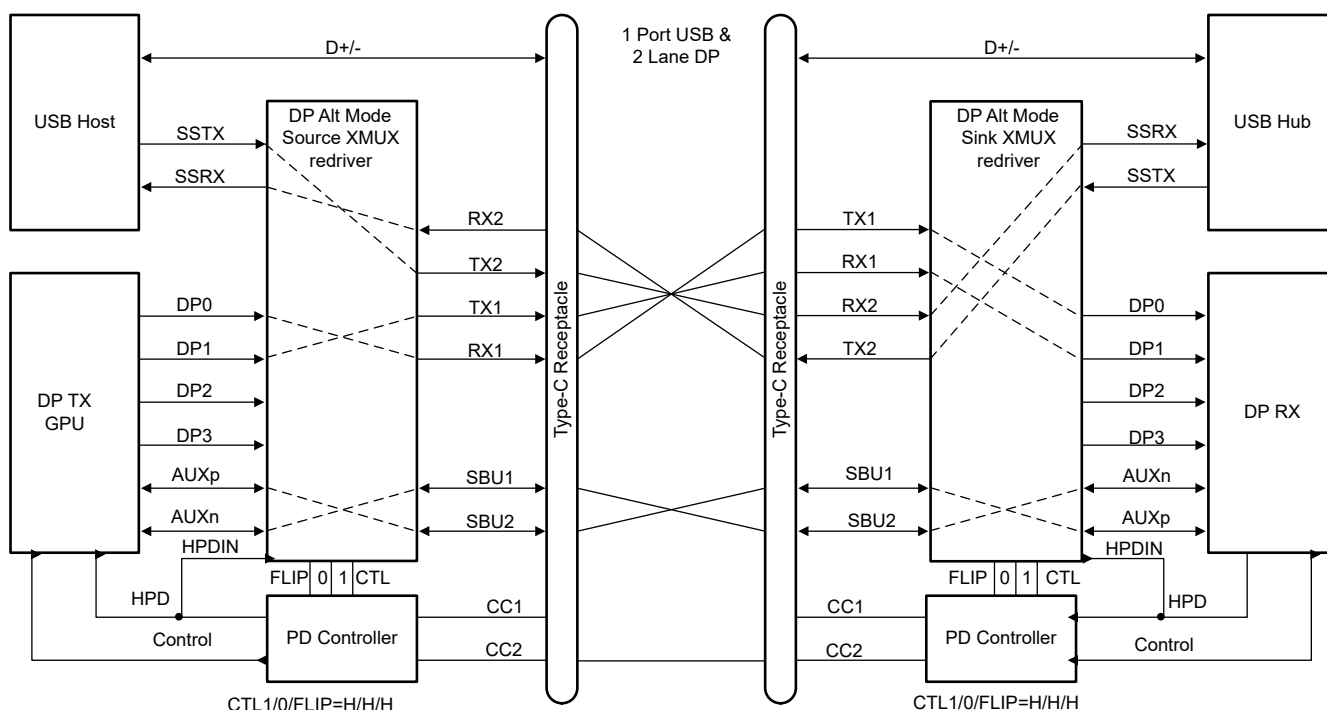 1 Port USB &
2 Lane DP
D+/-
D+/-
USB Host
SSTX
SSRX
DP Alt Mode
Source XMUX
redriver
RX2
TX2
TX1
RX1
DP TX
GPU
DP0
DP1
DP2
DP3
AUXp
AUXn
SBU1
SBU2
HPDIN
HPD
Control
FLIP 0 1 CTL
PD Controller
CC1
CC2
CTL1/0/FLIP=H/H/H
Type-C Receptacle
Type-C Receptacle
TX1
RX1
RX2
TX2
SBU1
SBU2
DP Alt Mode
Sink XMUX
redriver
SSRX
SSTX
USB Hub
DP0
DP1
DP2
DP3
DP RX
AUXn
AUXp
HPDIN
HPD
Control
FLIP 0 1 CTL
PD Controller
CC1
CC2
CTL1/0/FLIP=H/H/H